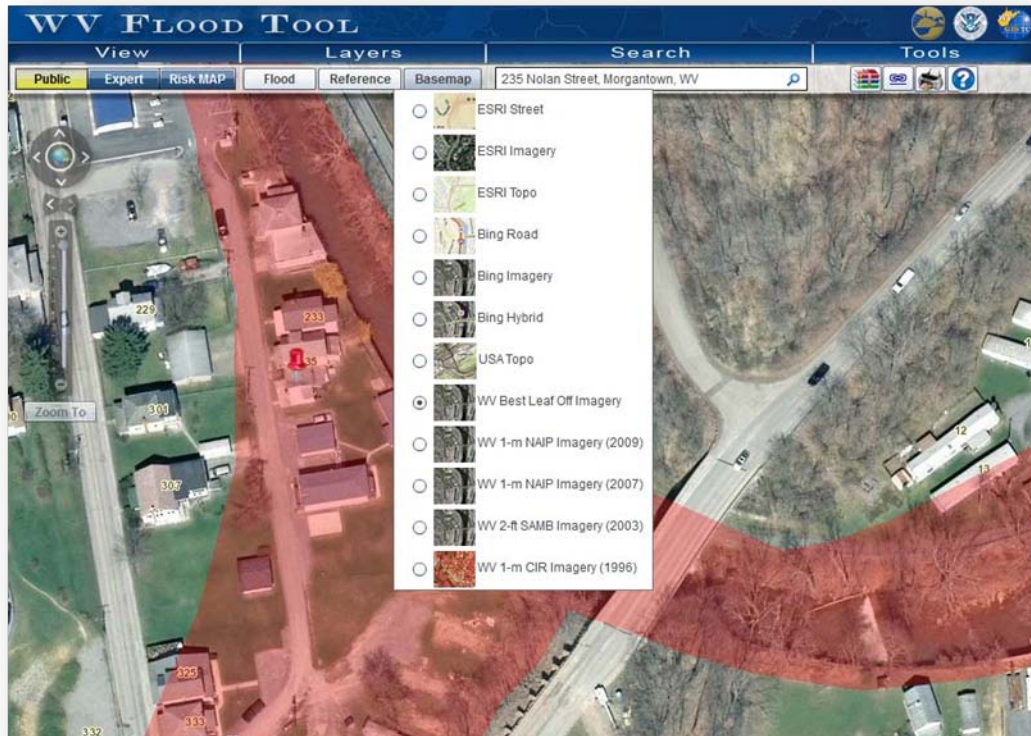 WV FLOOD TOOL
View Layers Search Tools
Public Expert Risk MAP Flood Reference Basemap 235 Nolan Street, Morgantown, WV
ESRI Street
ESRI Imagery
ESRI Topo
Bing Road
Bing Imagery
Bing Hybrid
USA Topo
WV Best Leaf Off Imagery
WV 1-m NAIP Imagery (2009)
WV 1-m NAIP Imagery (2007)
WV 2-ft SAMB Imagery (2003)
WV 1-m CIR Imagery (1996)
229
233
35
Zoom To
301
307
12
13
325
333
332